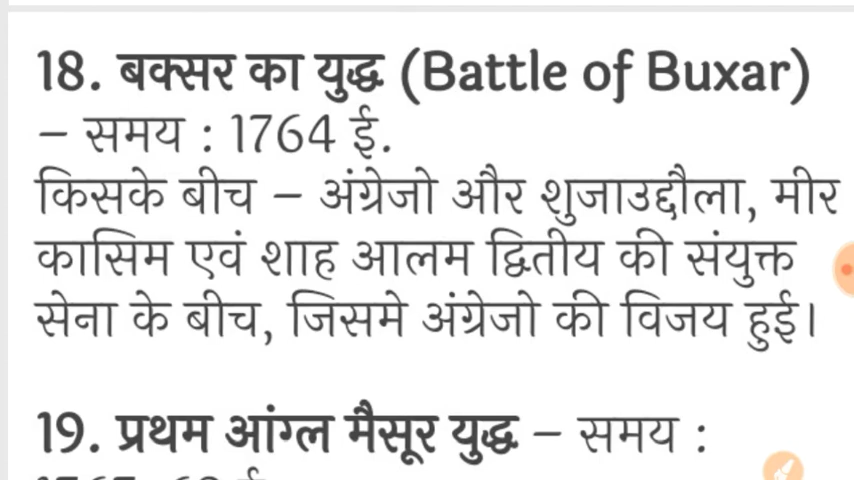 18. बक्सर का युद्ध (Battle of Buxar)
– समय : 1764 ई.
किसके बीच – अंग्रेजो और शुजाउद्दौला, मीर
कासिम एवं शाह आलम द्वितीय की संयुक्त
सेना के बीच, जिसमे अंग्रेजो की विजय हुई।
19. प्रथम आंग्ल मैसूर युद्ध – समय :